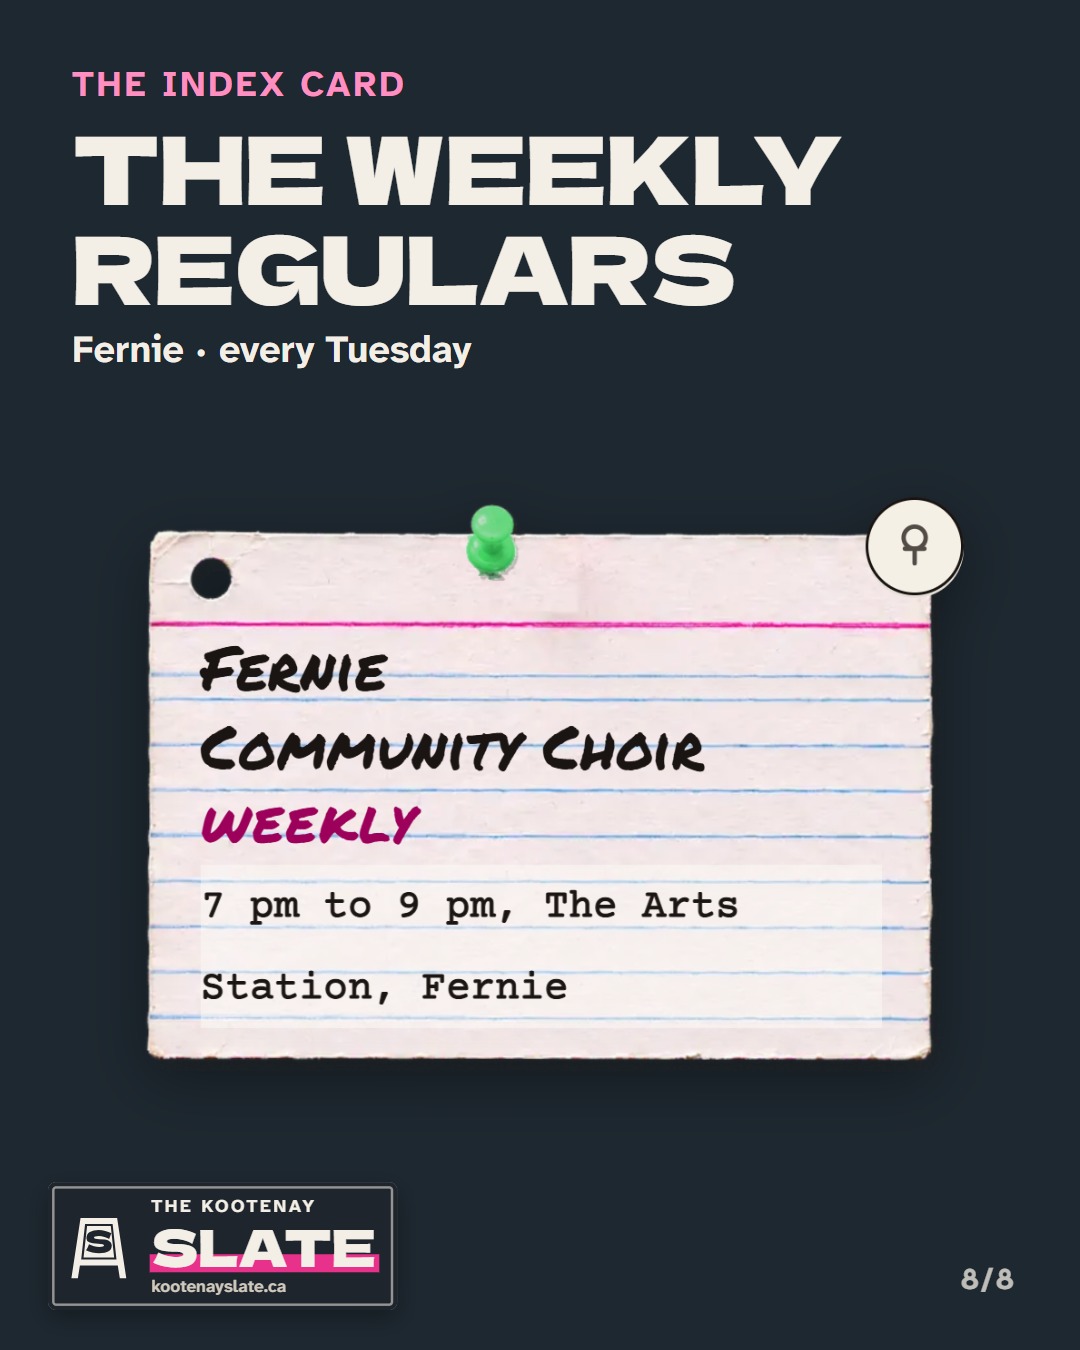 THE INDEX CARD
THE WEEKLY
REGULARS
Fernie · every Tuesday
FERNIE
COMMUNITY CHOIR
WEEKLY
7 pm to 9 pm, The Arts
Station, Fernie
S
THE KOOTENAY
SLATE
kootenayslate.ca
8/8